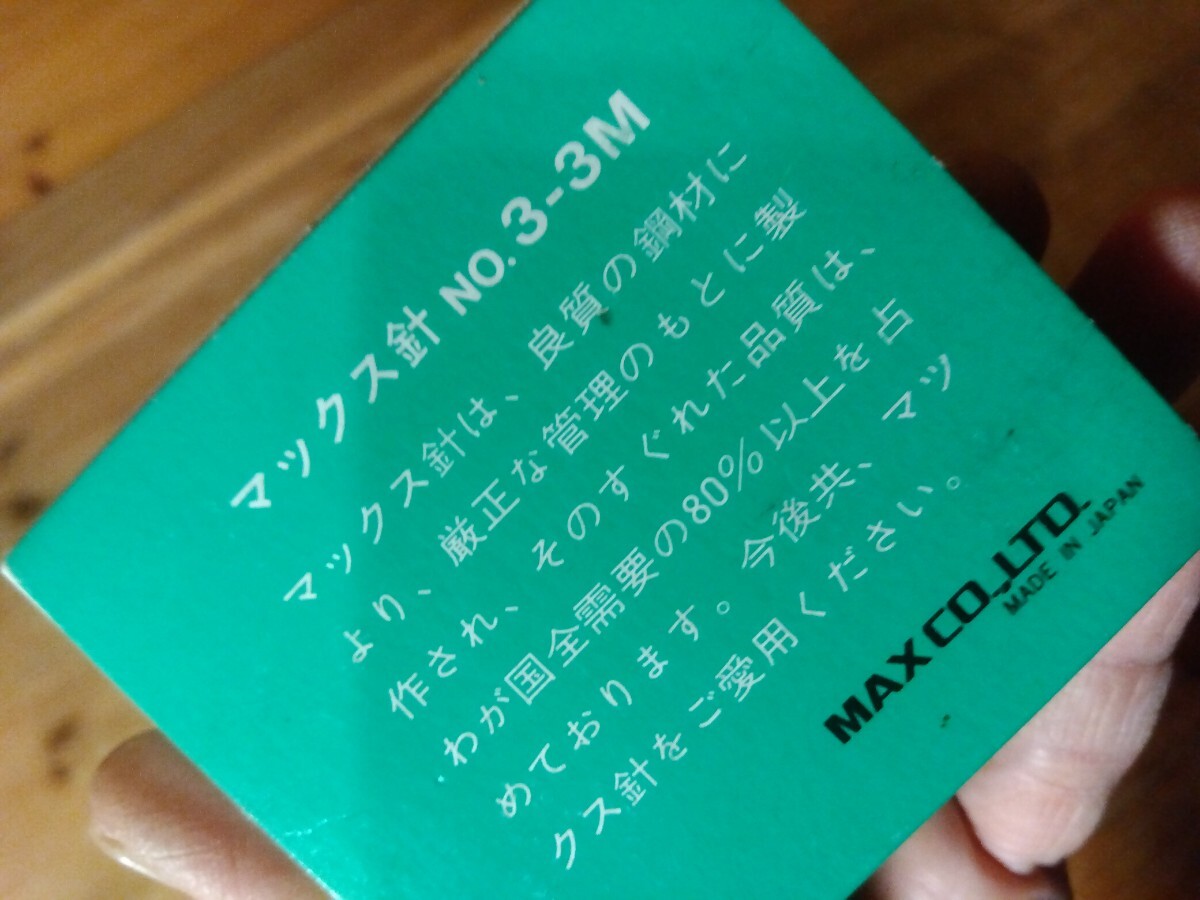 マックス針 NO. 3-3M
マックス針は、良質の鋼材に
より、厳正な管理のもとに製
作され、そのすぐれた品質は、
わが国全需要の80％以上を占
めております。今後共、マツ
クス針をご愛用ください。
MAX CO., LTD.
MADE IN JAPAN